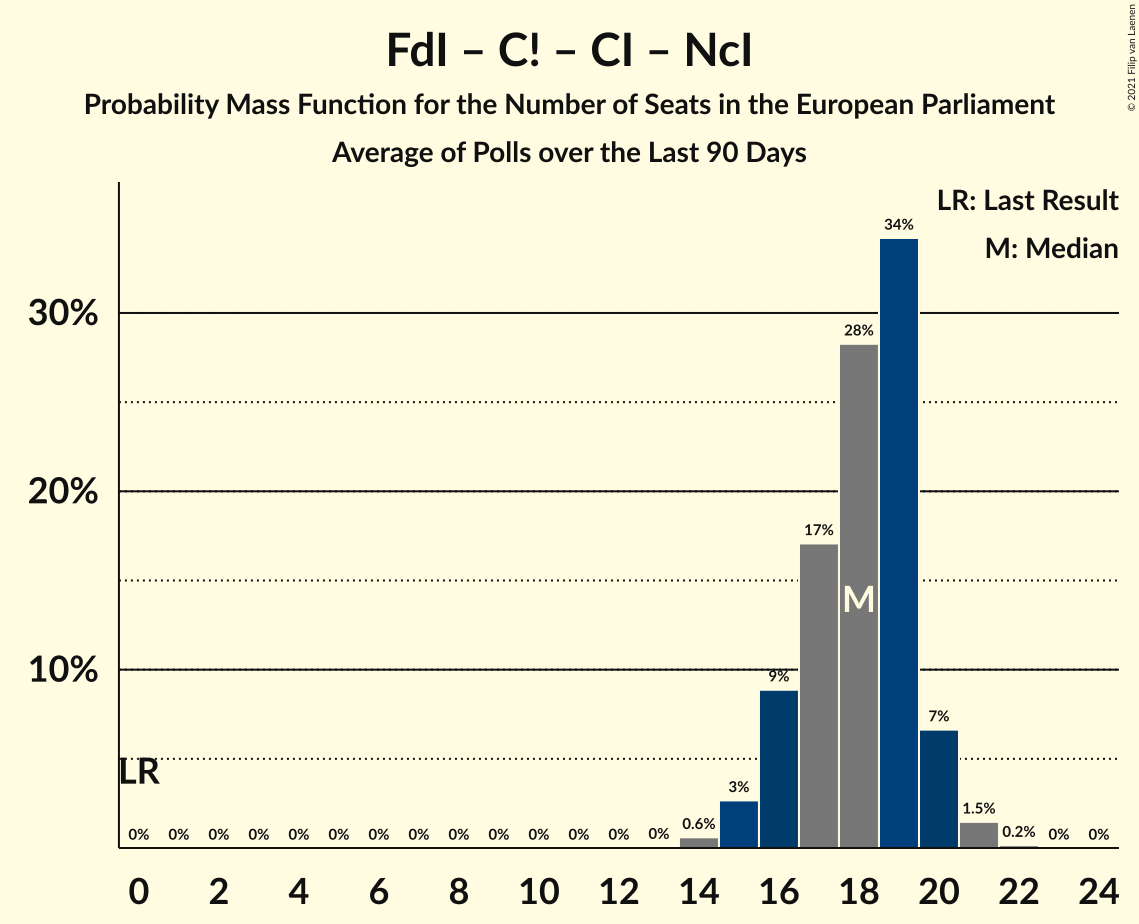 FdI – C! – CI – NcI
Probability Mass Function for the Number of Seats in the European Parliament
Average of Polls over the Last 90 Days
© 2021 Filip van Laenen
LR: Last Result
M: Median
30%
20%
10%
LR
M
0% 0% 0% 0% 0% 0% 0% 0% 0% 0% 0% 0% 0% 0% 0.6% 3% 9% 17% 28% 34% 7% 1.5% 0.2% 0% 0%
0 2 4 6 8 10 12 14 16 18 20 22 24